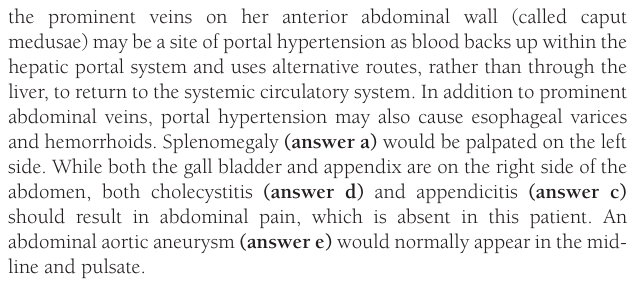 the prominent veins on her anterior abdominal wall (called caput
medusae) may be a site of portal hypertension as blood backs up within the
hepatic portal system and uses alternative routes, rather than through the
liver, to return to the systemic circulatory system. In addition to prominent
abdominal veins, portal hypertension may also cause esophageal varices
and hemorrhoids. Splenomegaly (answer a) would be palpated on the left
side. While both the gall bladder and appendix are on the right side of the
abdomen, both cholecystitis (answer d) and appendicitis (answer c)
should result in abdominal pain, which is absent in this patient. An
abdominal aortic aneurysm (answer e) would normally appear in the mid-
line and pulsate.